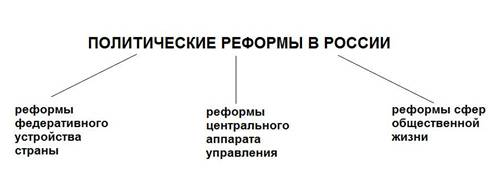 ПОЛИТИЧЕСКИЕ РЕФОРМЫ В РОССИИ
реформы
федеративного
устройства
страны
реформы
центрального
аппарата
управления
реформы сфер
общественной
жизни